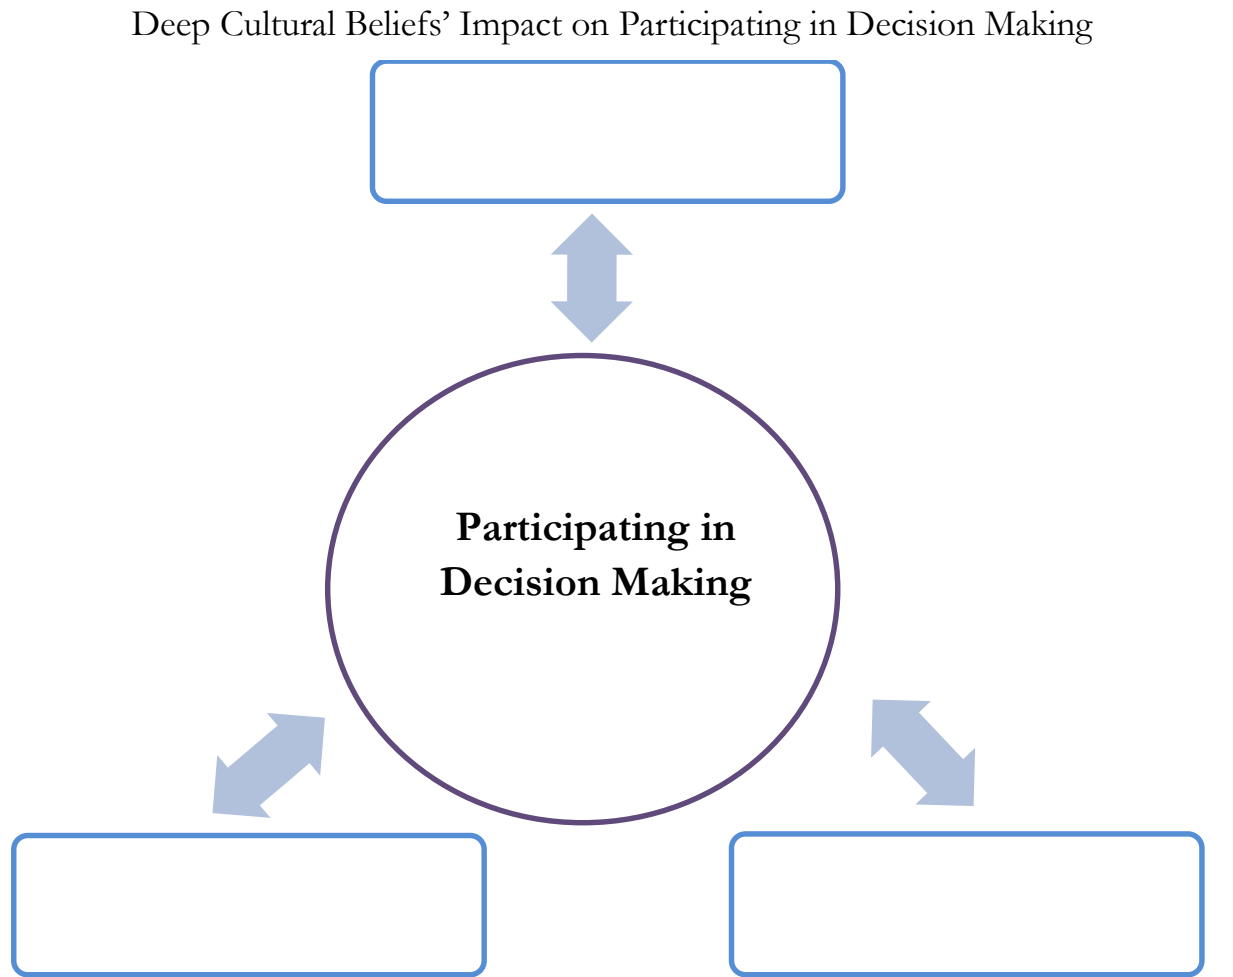 Deep Cultural Beliefs’ Impact on Participating in Decision Making
Participating in
Decision Making